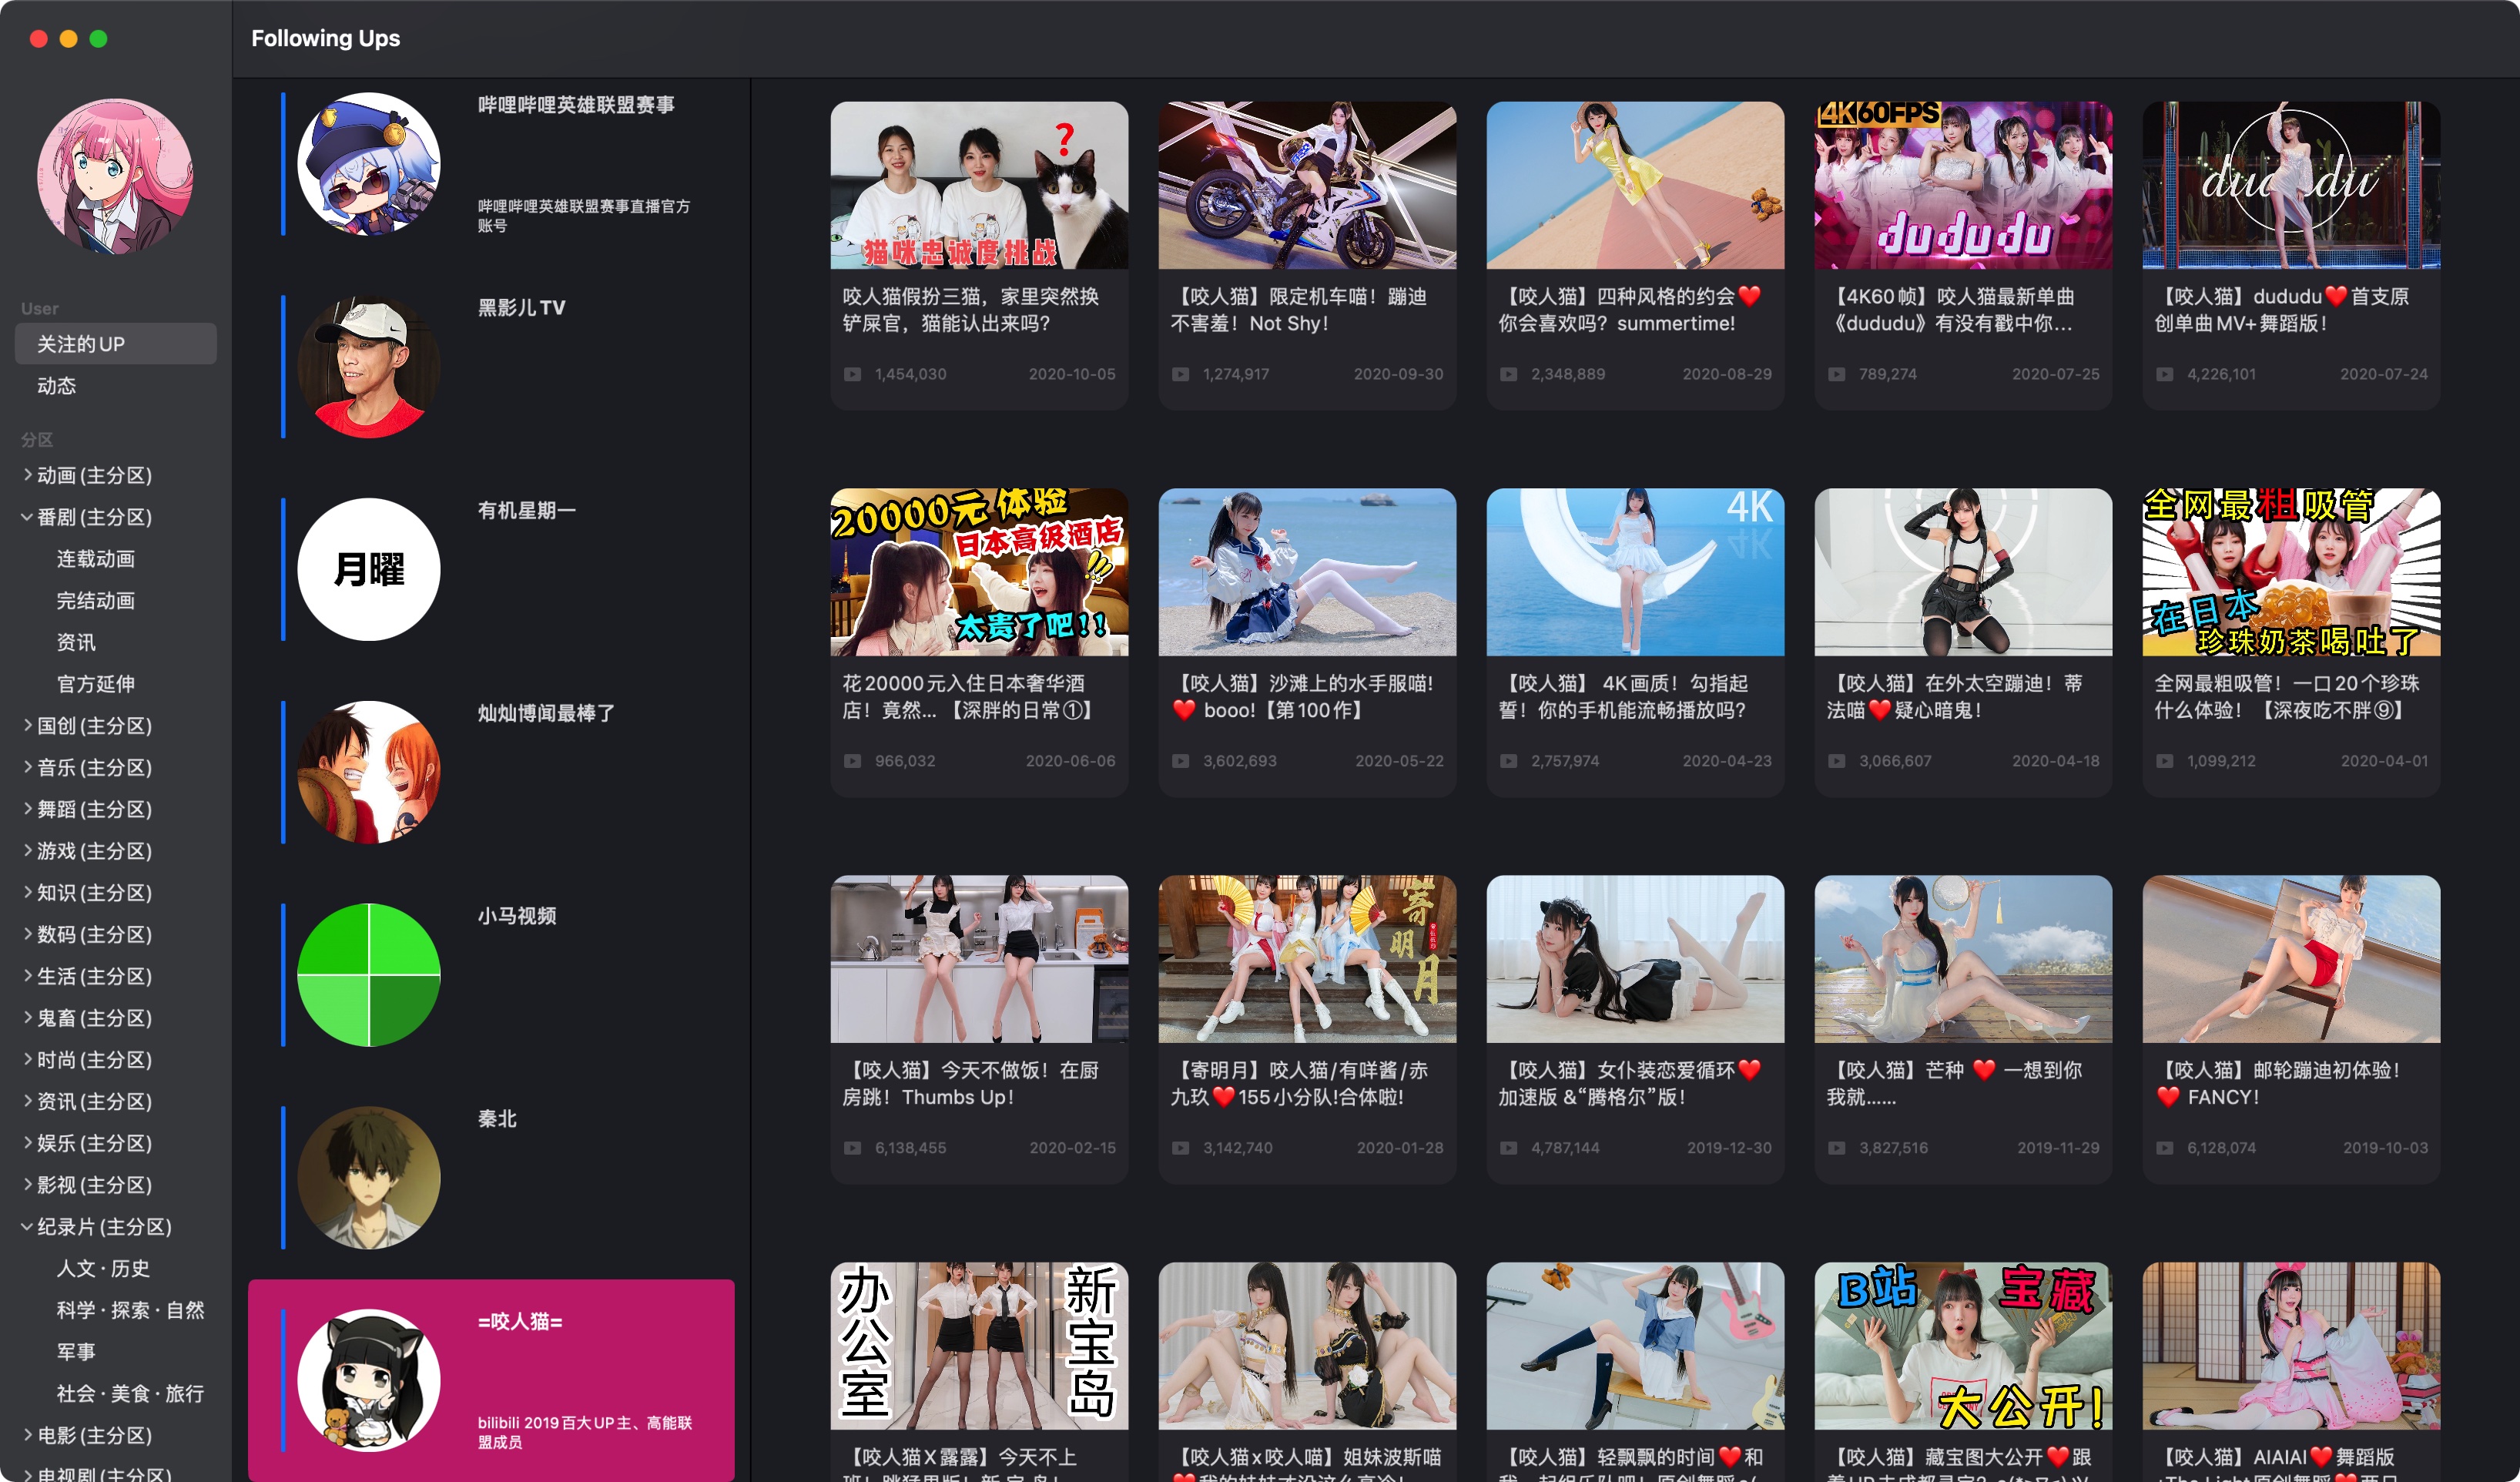 Following Ups
User
关注的UP
动态
分区
动画(主分区)
番剧(主分区)
连载动画
完结动画
资讯
官方延伸
国创(主分区)
音乐(主分区)
舞蹈(主分区)
游戏(主分区)
知识(主分区)
数码(主分区)
生活(主分区)
鬼畜(主分区)
时尚(主分区)
资讯(主分区)
娱乐(主分区)
影视(主分区)
纪录片(主分区)
人文·历史
科学·探索·自然
军事
社会·美食·旅行
电影(主分区)
电视剧(主分区)
哔哩哔哩英雄联盟赛事
哔哩哔哩英雄联盟赛事直播官方
账号
黑影儿TV
有机星期一
月曜
灿灿博闻最棒了
小马视频
秦北
=咬人猫=
bilibili 2019百大UP主、高能联
盟成员
?
猫咪忠诚度挑战
咬人猫假扮三猫，家里突然换
铲屎官，猫能认出来吗？
1,454,030 2020-10-05
【咬人猫】限定机车喵！蹦迪
不害羞！Not Shy！
1,274,917 2020-09-30
【咬人猫】四种风格的约会❤️
你会喜欢吗？summertime!
2,348,889 2020-08-29
4K60FPS
dududu
【4K60帧】咬人猫最新单曲
《dududu》有没有戳中你...
789,274 2020-07-25
【咬人猫】dududu❤️首支原
创单曲MV+舞蹈版！
4,226,101 2020-07-24
20000元体验
日本高级酒店
!!!
太贵了吧!!
花20000元入住日本奢华酒
店！竟然...【深胖的日常①】
966,032 2020-06-06
【咬人猫】沙滩上的水手服喵!
❤️ booo!【第100作】
3,602,693 2020-05-22
4K
【咬人猫】 4K画质！勾指起
誓！你的手机能流畅播放吗?
2,757,974 2020-04-23
【咬人猫】在外太空蹦迪！蒂
法喵❤️疑心暗鬼！
3,066,607 2020-04-18
全网最粗吸管
在日本
珍珠奶茶喝吐了
全网最粗吸管！一口20个珍珠
什么体验！【深夜吃不胖⑨】
1,099,212 2020-04-01
【咬人猫】今天不做饭！在厨
房跳！Thumbs Up！
6,138,455 2020-02-15
寄明月
【寄明月】咬人猫/有咩酱/赤
九玖❤️155小分队!合体啦!
3,142,740 2020-01-28
【咬人猫】女仆装恋爱循环❤️
加速版 &“腾格尔”版！
4,787,144 2019-12-30
【咬人猫】芒种 ❤️ 一想到你
我就......
3,827,516 2019-11-29
【咬人猫】邮轮蹦迪初体验！
❤️ FANCY！
6,128,074 2019-10-03
办公室
新宝岛
【咬人猫X露露】今天不上
【咬人猫x咬人喵】姐妹波斯喵
【咬人猫】轻飘飘的时间❤️和
B站
宝藏
大公开!
【咬人猫】藏宝图大公开❤️跟
【咬人猫】AIAIAI❤️舞蹈版